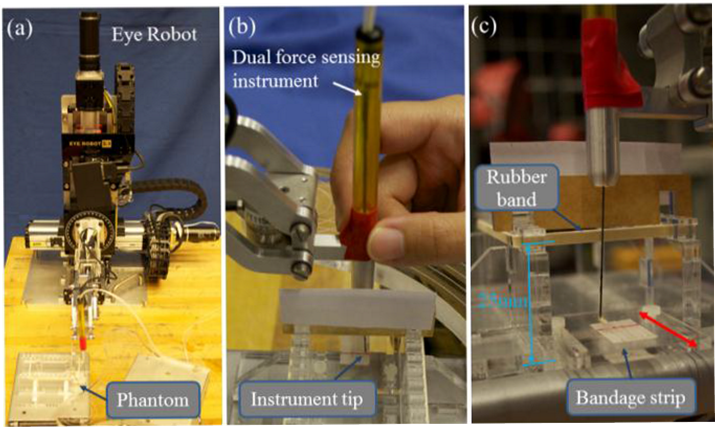 (a)
Eye Robot
EYE ROBOT
Phantom
(b)
Dual force sensing
instrument
Instrument tip
(c)
Rubber
band
25mm
Bandage strip